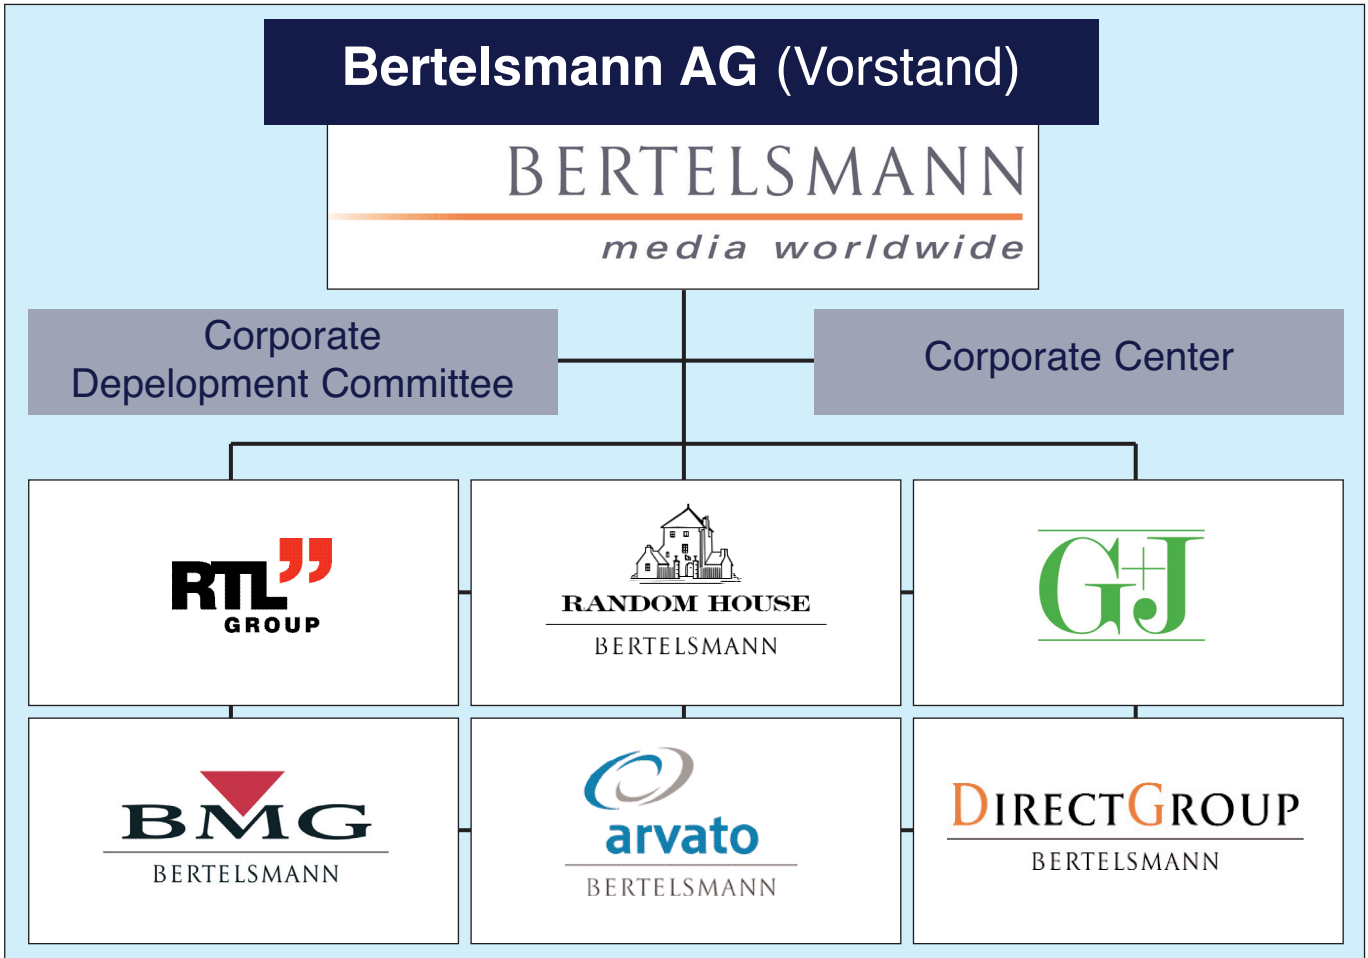 Bertelsmann AG (Vorstand)
BERTELSMANN
media worldwide
Corporate
Depelopment Committee
Corporate Center
RTL
GROUP
RANDOM HOUSE
BERTELSMANN
G+J
BMG
BERTELSMANN
arvato
BERTELSMANN
DIRECTGROUP
BERTELSMANN